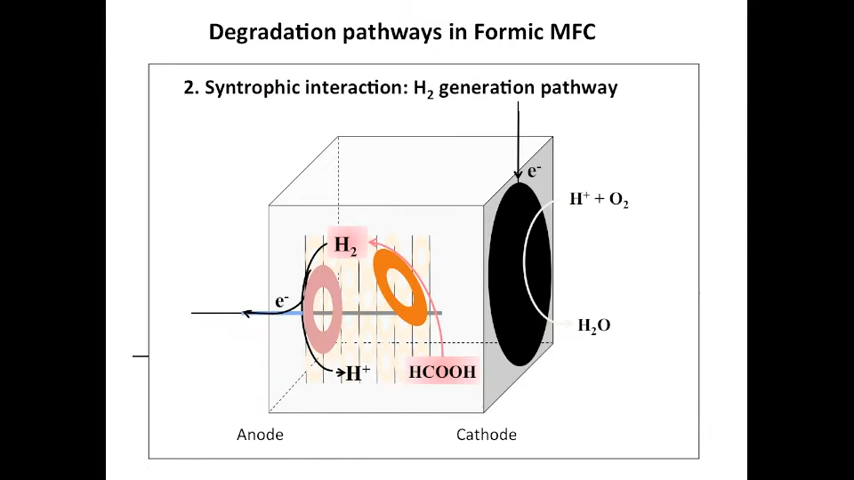 Degradation pathways in Formic MFC
2. Syntrophic interaction: H₂ generation pathway
e⁻
H⁺ + O₂
H₂
e⁻
H₂O
H⁺
HCOOH
Anode
Cathode